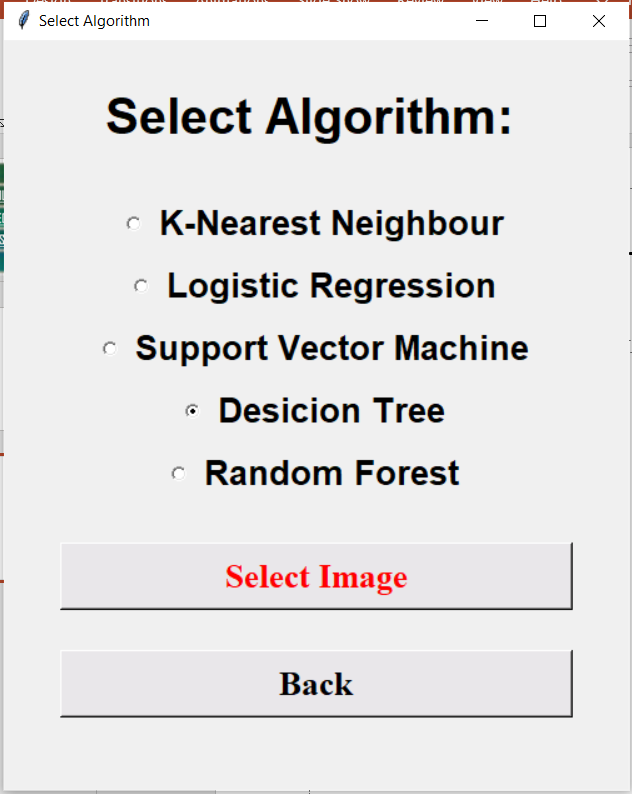 Select Algorithm
Select Algorithm:
K-Nearest Neighbour
Logistic Regression
Support Vector Machine
Desicion Tree
Random Forest
Select Image
Back